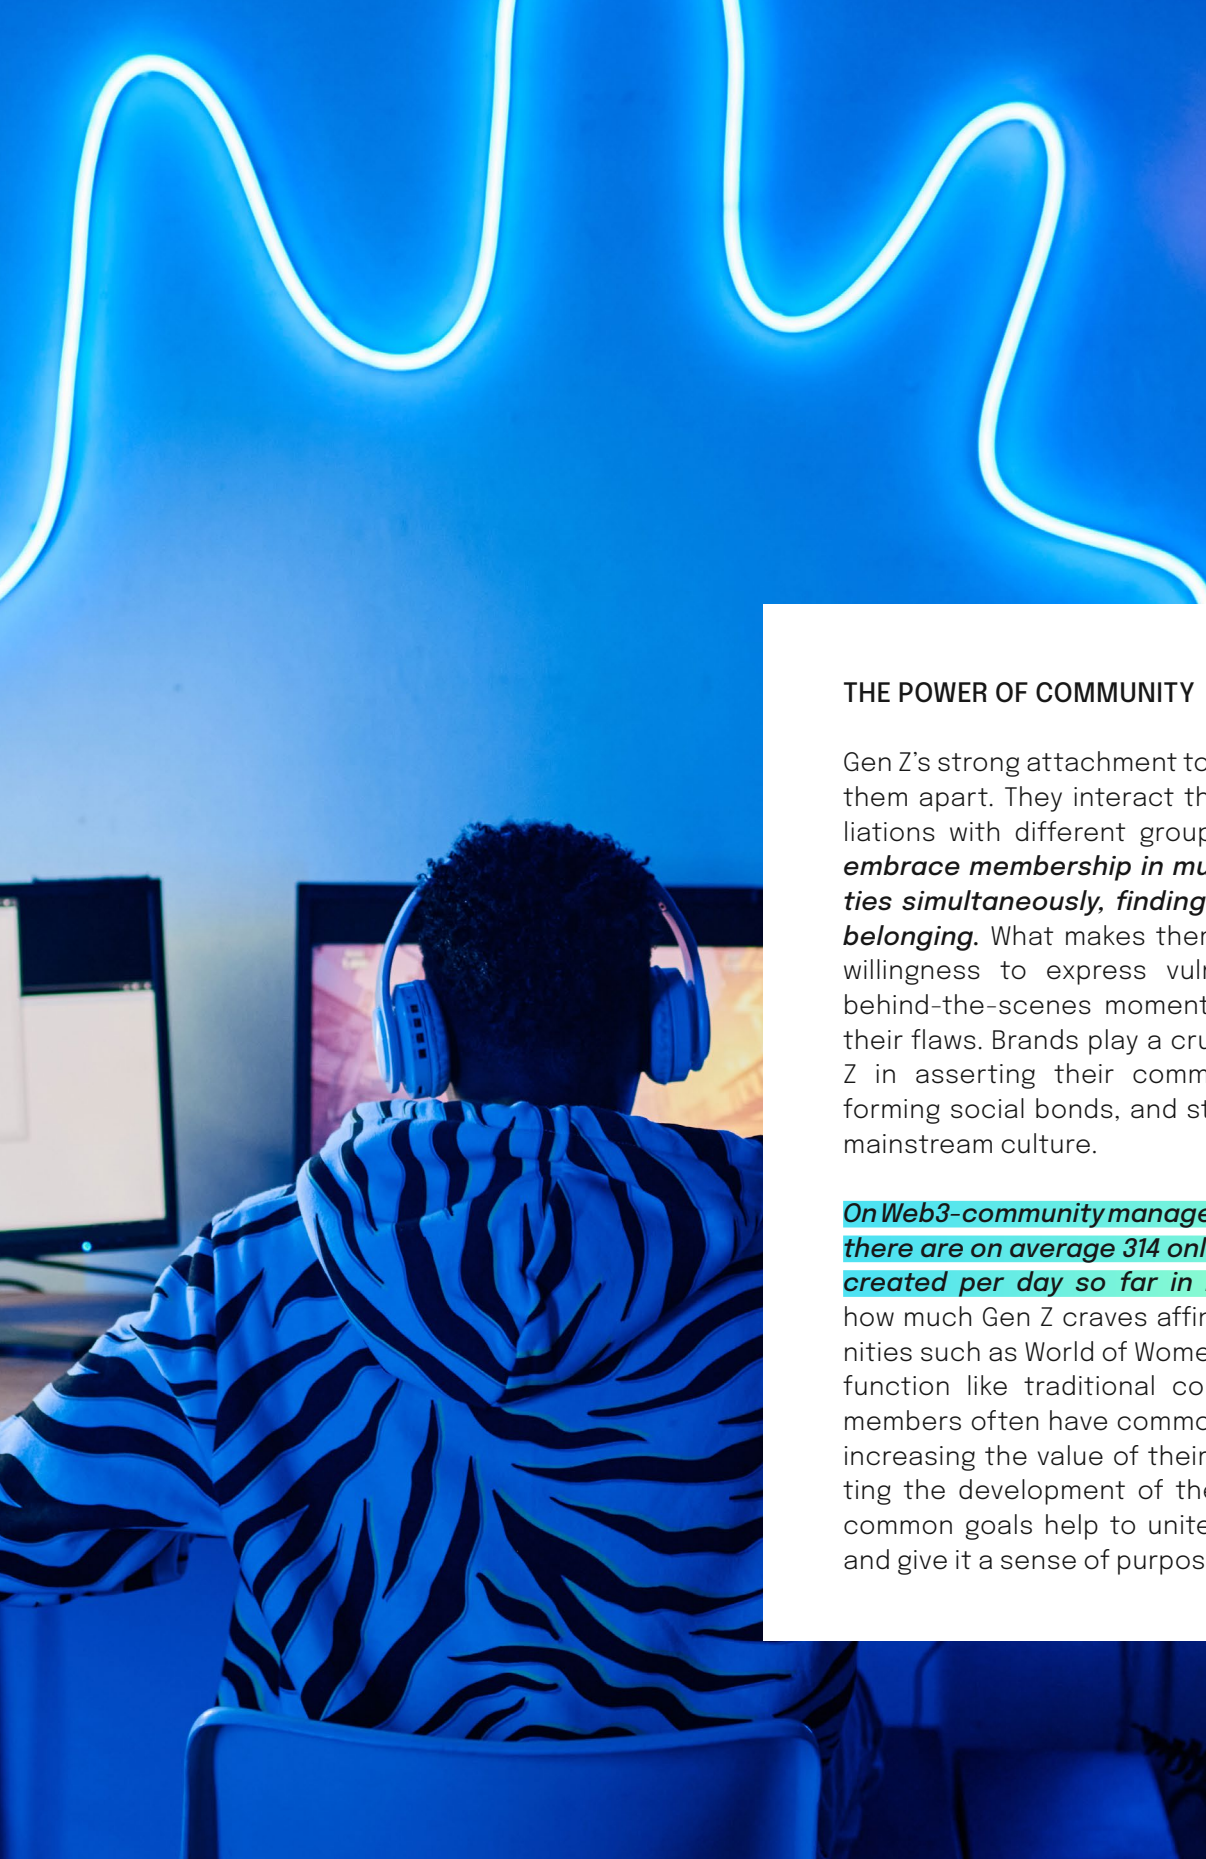 THE POWER OF COMMUNITY
Gen Z’s strong attachment to
them apart. They interact th
liations with different group
embrace membership in mu
ties simultaneously, finding
belonging. What makes ther
willingness to express vuln
behind-the-scenes moment
their flaws. Brands play a cru
Z in asserting their comm
forming social bonds, and st
mainstream culture.
On Web3-community manage
there are on average 314 onl
created per day so far in
how much Gen Z craves affin
nities such as World of Wome
function like traditional co
members often have commo
increasing the value of their
ting the development of the
common goals help to unite
and give it a sense of purpos